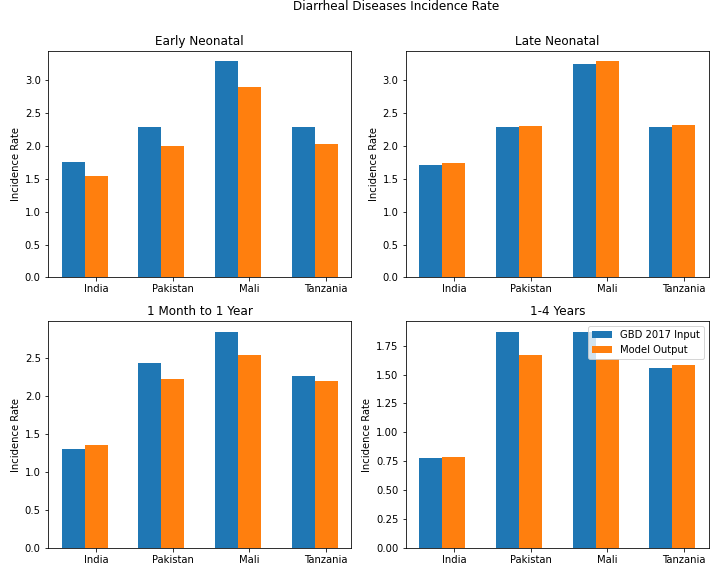 Diarrheal Diseases Incidence Rate
Early Neonatal
Incidence Rate
3.0
2.5
2.0
1.5
1.0
0.5
0.0
India Pakistan Mali Tanzania
Late Neonatal
Incidence Rate
3.0
2.5
2.0
1.5
1.0
0.5
0.0
India Pakistan Mali Tanzania
1 Month to 1 Year
Incidence Rate
2.5
2.0
1.5
1.0
0.5
0.0
India Pakistan Mali Tanzania
1-4 Years
GBD 2017 Input
Model Output
Incidence Rate
1.75
1.50
1.25
1.00
0.75
0.50
0.25
0.00
India Pakistan Mali Tanzania